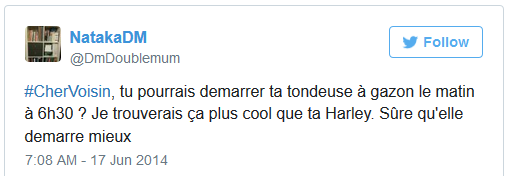 NatakaDM
@DmDoublemum
Follow
#CherVoisin, tu pourrais demarrer ta tondeuse à gazon le matin
à 6h30 ? Je trouverais ça plus cool que ta Harley. Sûre qu'elle
demarre mieux
7:08 AM - 17 Jun 2014